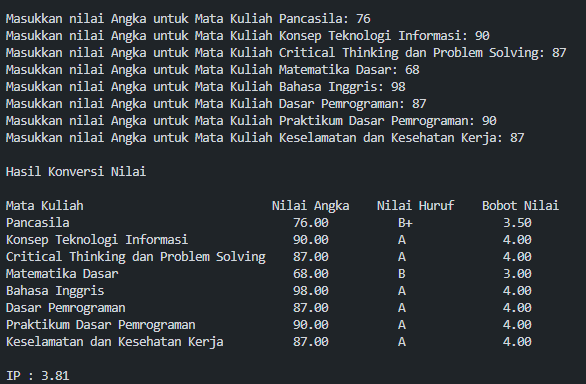 Masukkan nilai Angka untuk Mata Kuliah Pancasila: 76
Masukkan nilai Angka untuk Mata Kuliah Konsep Teknologi Informasi: 90
Masukkan nilai Angka untuk Mata Kuliah Critical Thinking dan Problem Solving: 87
Masukkan nilai Angka untuk Mata Kuliah Matematika Dasar: 68
Masukkan nilai Angka untuk Mata Kuliah Bahasa Inggris: 98
Masukkan nilai Angka untuk Mata Kuliah Dasar Pemrograman: 87
Masukkan nilai Angka untuk Mata Kuliah Praktikum Dasar Pemrograman: 90
Masukkan nilai Angka untuk Mata Kuliah Keselamatan dan Kesehatan Kerja: 87
Hasil Konversi Nilai
Mata Kuliah Nilai Angka Nilai Huruf Bobot Nilai
Pancasila 76.00 B+ 3.50
Konsep Teknologi Informasi 90.00 A 4.00
Critical Thinking dan Problem Solving 87.00 A 4.00
Matematika Dasar 68.00 B 3.00
Bahasa Inggris 98.00 A 4.00
Dasar Pemrograman 87.00 A 4.00
Praktikum Dasar Pemrograman 90.00 A 4.00
Keselamatan dan Kesehatan Kerja 87.00 A 4.00
IP : 3.81